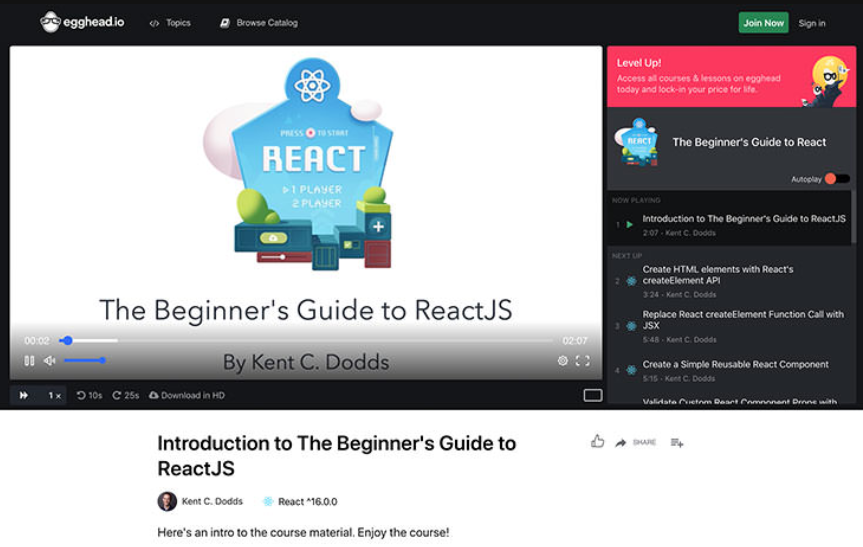 egghead.io
</> Topics
Browse Catalog
Join Now
Sign in
PRESS TO START
REACT
1 PLAYER
2 PLAYER
The Beginner's Guide to ReactJS
By Kent C. Dodds
00:02
02:07
1 x
10s
25s
Download in HD
Level Up!
Access all courses & lessons on egghead
today and lock-in your price for life.
REACT
The Beginner's Guide to React
Autoplay
NOW PLAYING
1
Introduction to The Beginner's Guide to ReactJS
2:07 · Kent C. Dodds
NEXT UP
2
Create HTML elements with React's
createElement API
3:24 · Kent C. Dodds
3
Replace React createElement Function Call with
JSX
5:48 · Kent C. Dodds
4
Create a Simple Reusable React Component
5:15 · Kent C. Dodds
Validate Custom React Component Props with
Introduction to The Beginner's Guide to
ReactJS
SHARE
Kent C. Dodds
React ^16.0.0
Here's an intro to the course material. Enjoy the course!